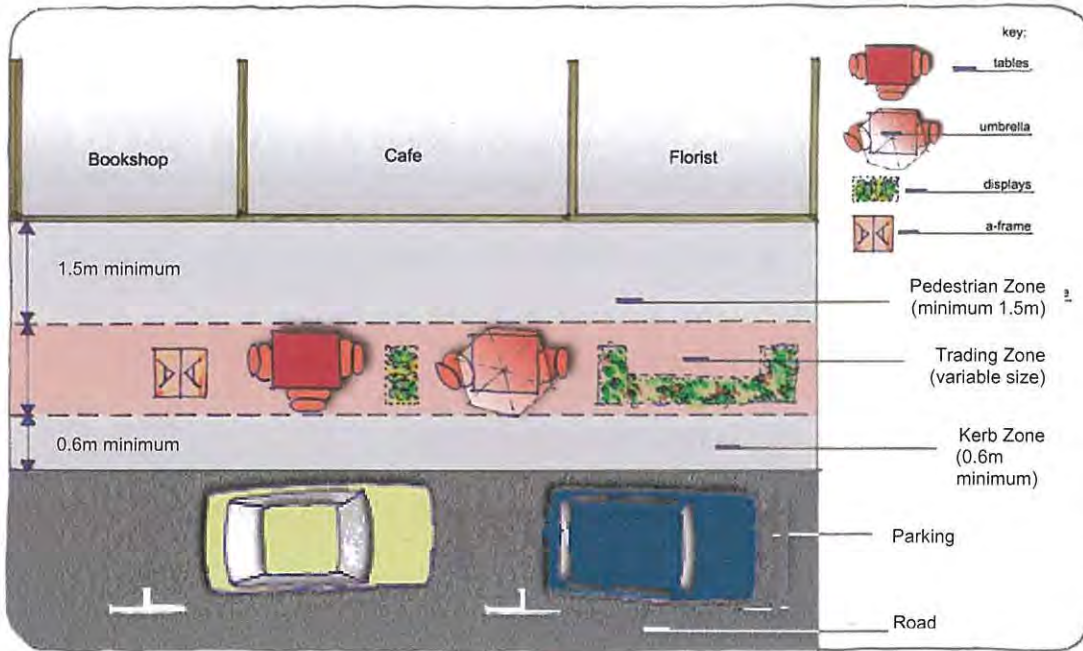 key;
tables
umbrella
displays
a-frame
Bookshop
Cafe
Florist
1.5m minimum
Pedestrian Zone
(minimum 1.5m)
Trading Zone
(variable size)
0.6m minimum
Kerb Zone
(0.6m
minimum)
Parking
Road